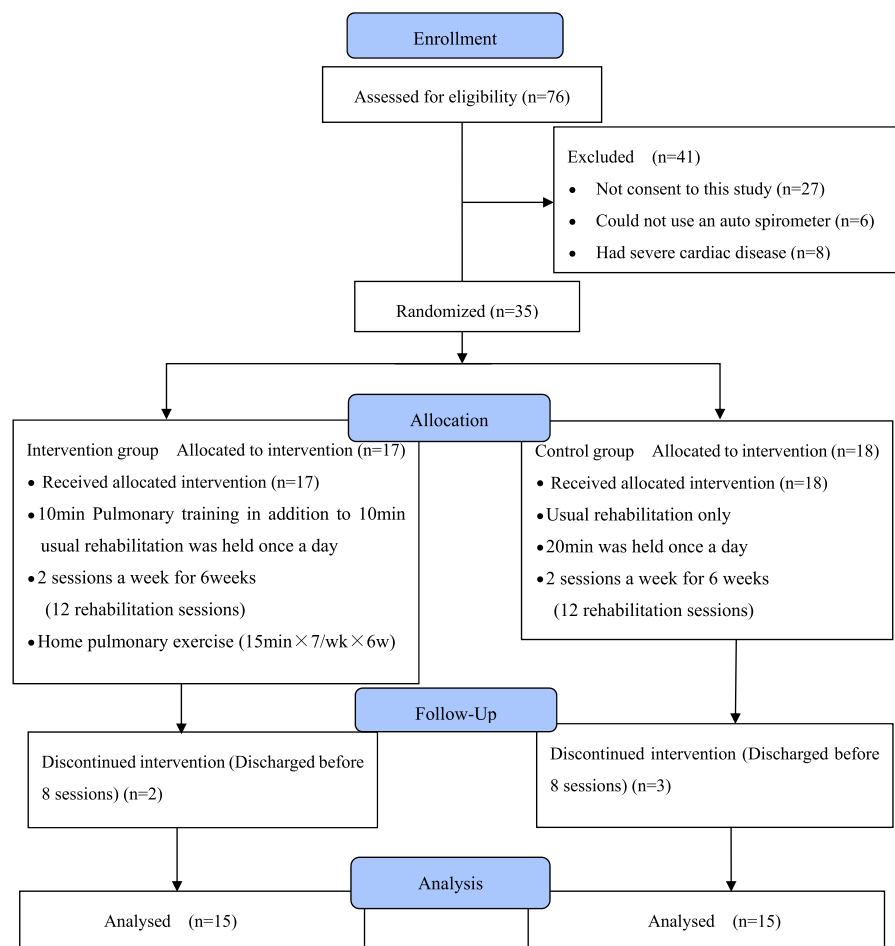 Enrollment
Assessed for eligibility (n=76)
Excluded (n=41)
• Not consent to this study (n=27)
• Could not use an auto spirometer (n=6)
• Had severe cardiac disease (n=8)
Randomized (n=35)
Allocation
Intervention group Allocated to intervention (n=17)
• Received allocated intervention (n=17)
•10min Pulmonary training in addition to 10min
usual rehabilitation was held once a day
•2 sessions a week for 6weeks
(12 rehabilitation sessions)
•Home pulmonary exercise (15min×7/wk×6w)
Control group Allocated to intervention (n=18)
• Received allocated intervention (n=18)
•Usual rehabilitation only
•20min was held once a day
•2 sessions a week for 6 weeks
(12 rehabilitation sessions)
Follow-Up
Discontinued intervention (Discharged before
8 sessions) (n=2)
Discontinued intervention (Discharged before
8 sessions) (n=3)
Analysis
Analysed (n=15)
Analysed (n=15)